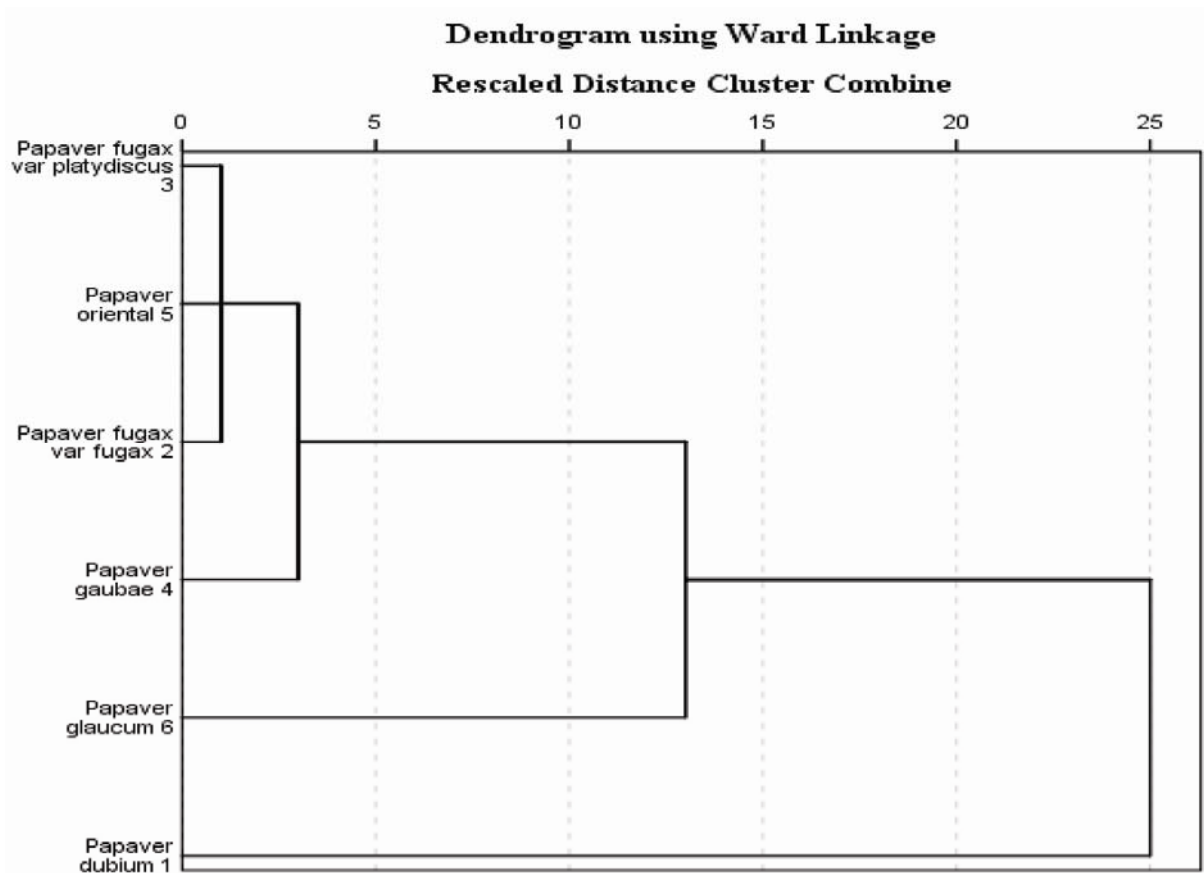 Dendrogram using Ward Linkage
Rescaled Distance Cluster Combine
0 5 10 15 20 25
Papaver fugax
var platydiscus
3
Papaver
oriental 5
Papaver fugax
var fugax 2
Papaver
gaubae 4
Papaver
glaucum 6
Papaver
dubium 1